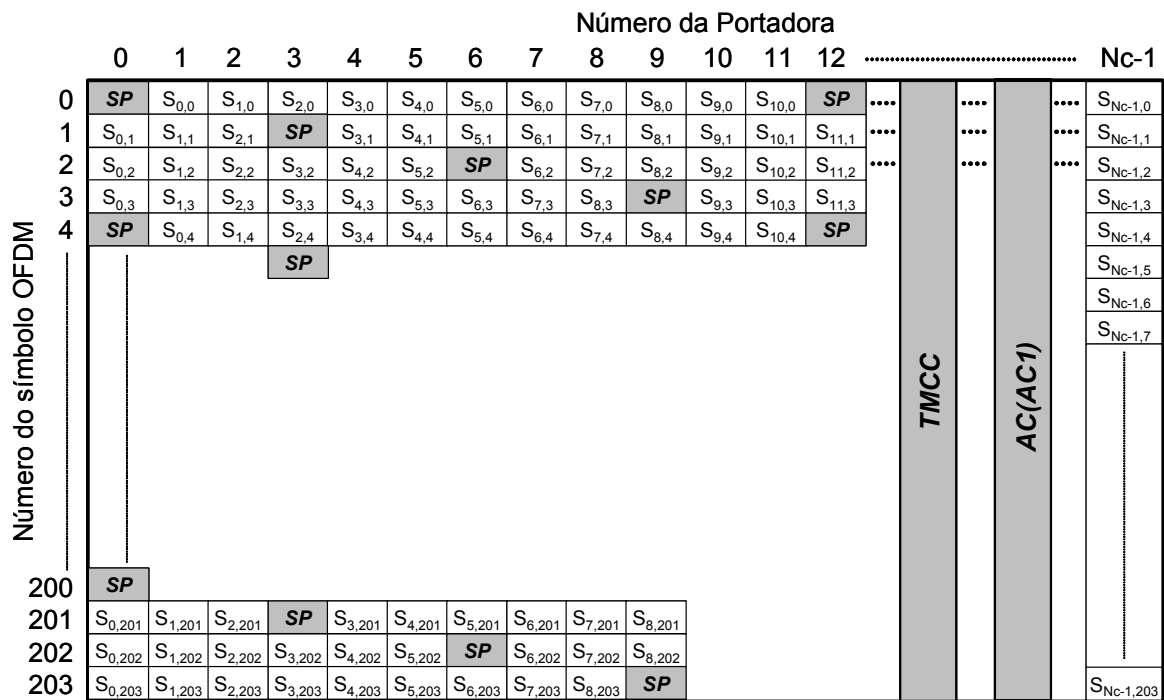 Número da Portadora
0 1 2 3 4 5 6 7 8 9 10 11 12 Nc-1
0 SP S0,0 S1,0 S2,0 S3,0 S4,0 S5,0 S6,0 S7,0 S8,0 S9,0 S10,0 SP SNc-1,0
1 S0,1 S1,1 S2,1 SP S3,1 S4,1 S5,1 S6,1 S7,1 S8,1 S9,1 S10,1 S11,1 SNc-1,1
2 S0,2 S1,2 S2,2 S3,2 S4,2 S5,2 SP S6,2 S7,2 S8,2 S9,2 S10,2 S11,2 SNc-1,2
3 S0,3 S1,3 S2,3 S3,3 S4,3 S5,3 S6,3 S7,3 S8,3 SP S9,3 S10,3 S11,3 SNc-1,3
4 SP S0,4 S1,4 S2,4 S3,4 S4,4 S5,4 S6,4 S7,4 S8,4 S9,4 S10,4 SP SNc-1,4
SP SNc-1,5
SNc-1,6
SNc-1,7
Número do símbolo OFDM
TMCC
AC(AC1)
200 SP
201 S0,201 S1,201 S2,201 SP S3,201 S4,201 S5,201 S6,201 S7,201 S8,201
202 S0,202 S1,202 S2,202 S3,202 S4,202 S5,202 SP S6,202 S7,202 S8,202
203 S0,203 S1,203 S2,203 S3,203 S4,203 S5,203 S6,203 S7,203 S8,203 SP SNc-1,203